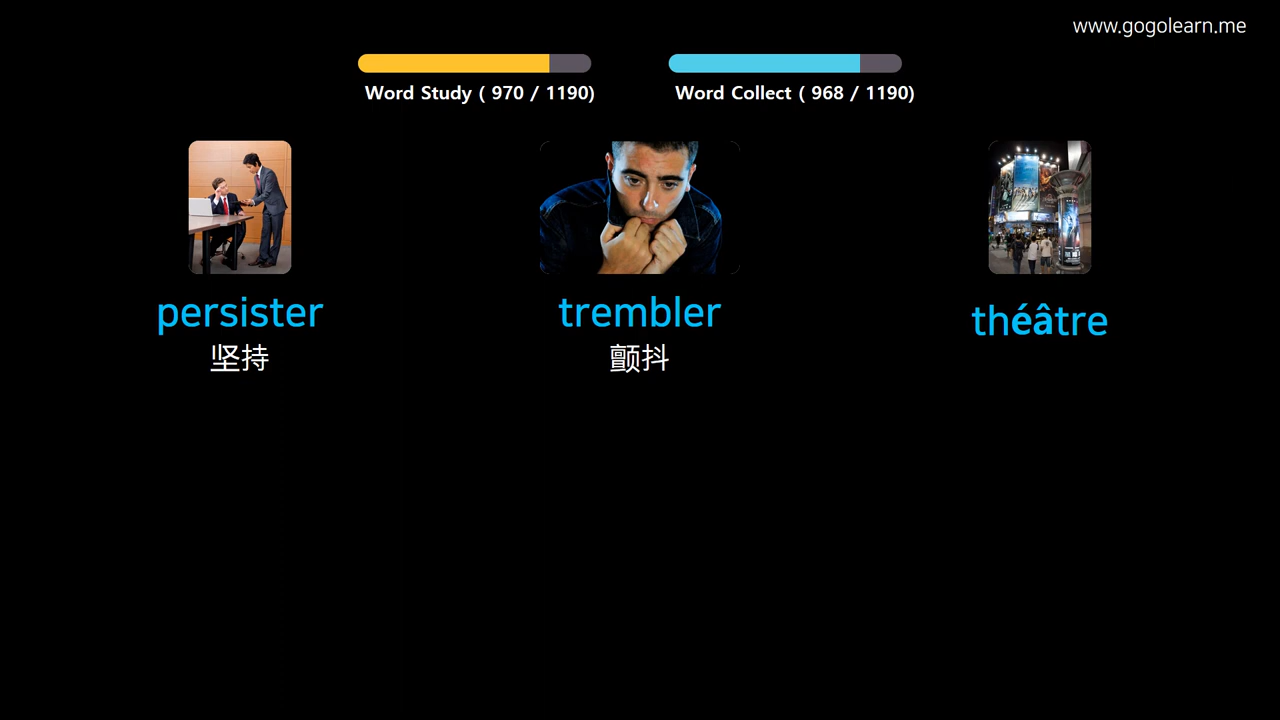 www.gogolearn.me
Word Study ( 970 / 1190)
Word Collect ( 968 / 1190)
persister
坚持
trembler
颤抖
théâtre